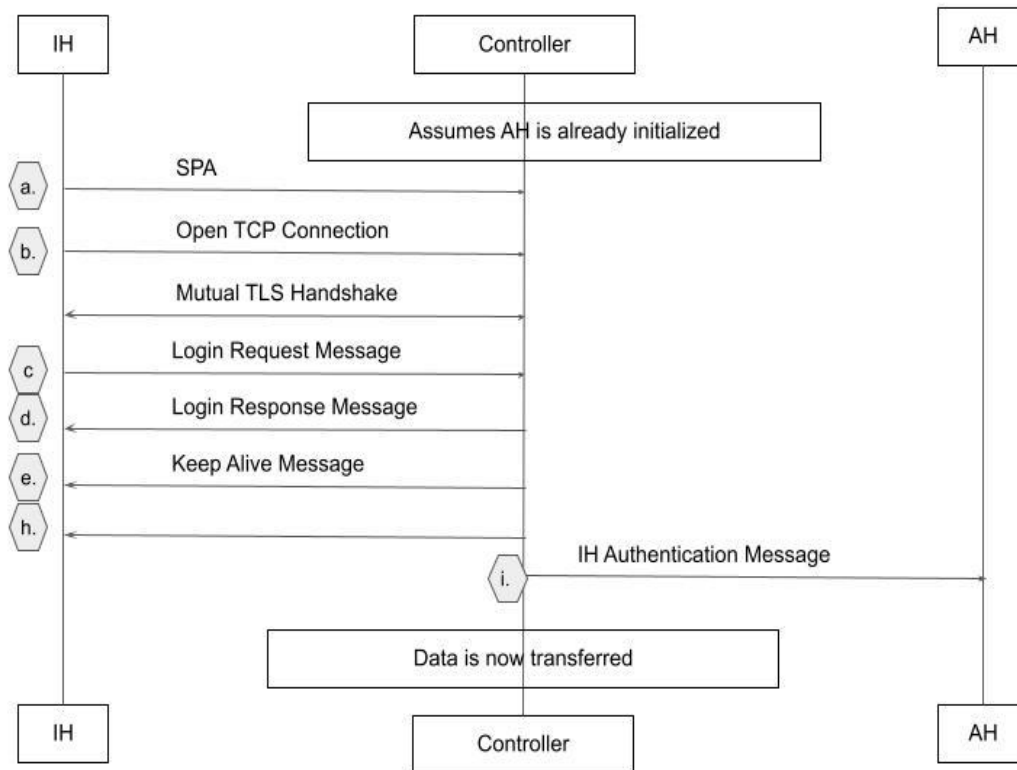 IH
Controller
AH
Assumes AH is already initialized
SPA
a.
Open TCP Connection
b.
Mutual TLS Handshake
Login Request Message
c
Login Response Message
d.
Keep Alive Message
e.
h.
IH Authentication Message
i.
Data is now transferred
IH
Controller
AH